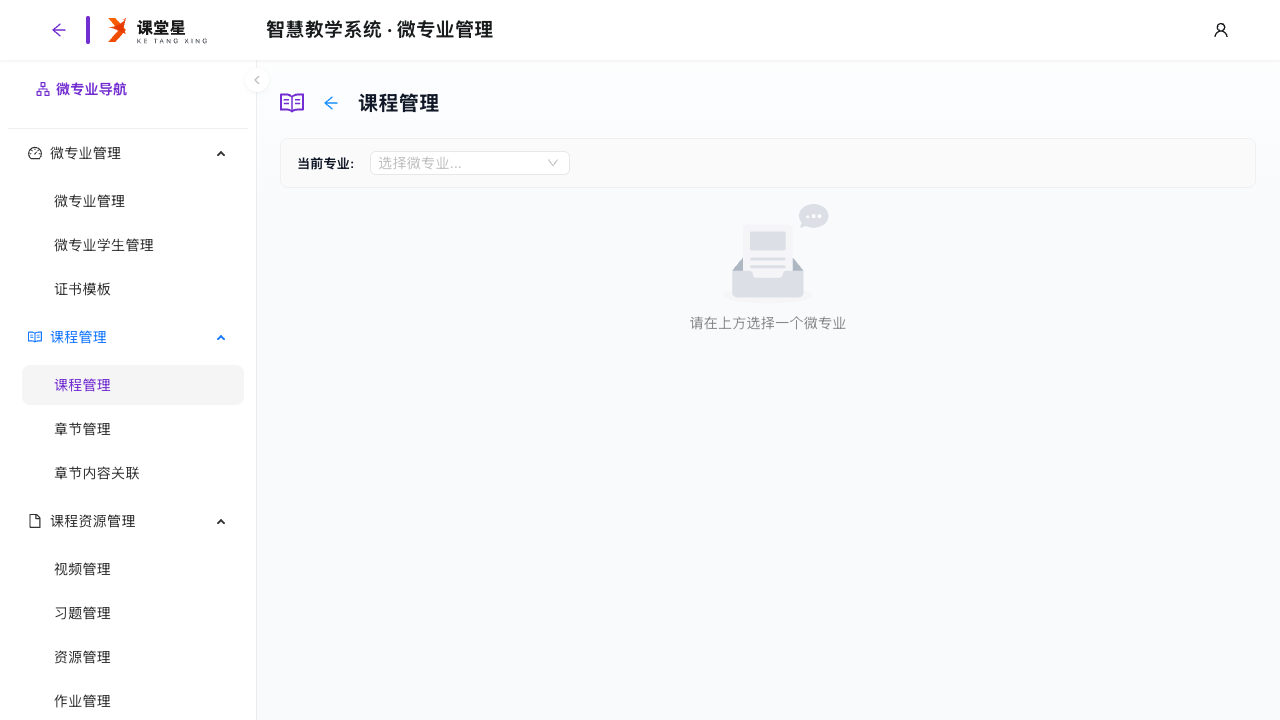 课堂星
KE TANG XING
智慧教学系统 · 微专业管理
微专业导航
微专业管理
微专业管理
微专业学生管理
证书模板
课程管理
课程管理
章节管理
章节内容关联
课程资源管理
视频管理
习题管理
资源管理
作业管理
课程管理
当前专业:
选择微专业...
请在上方选择一个微专业